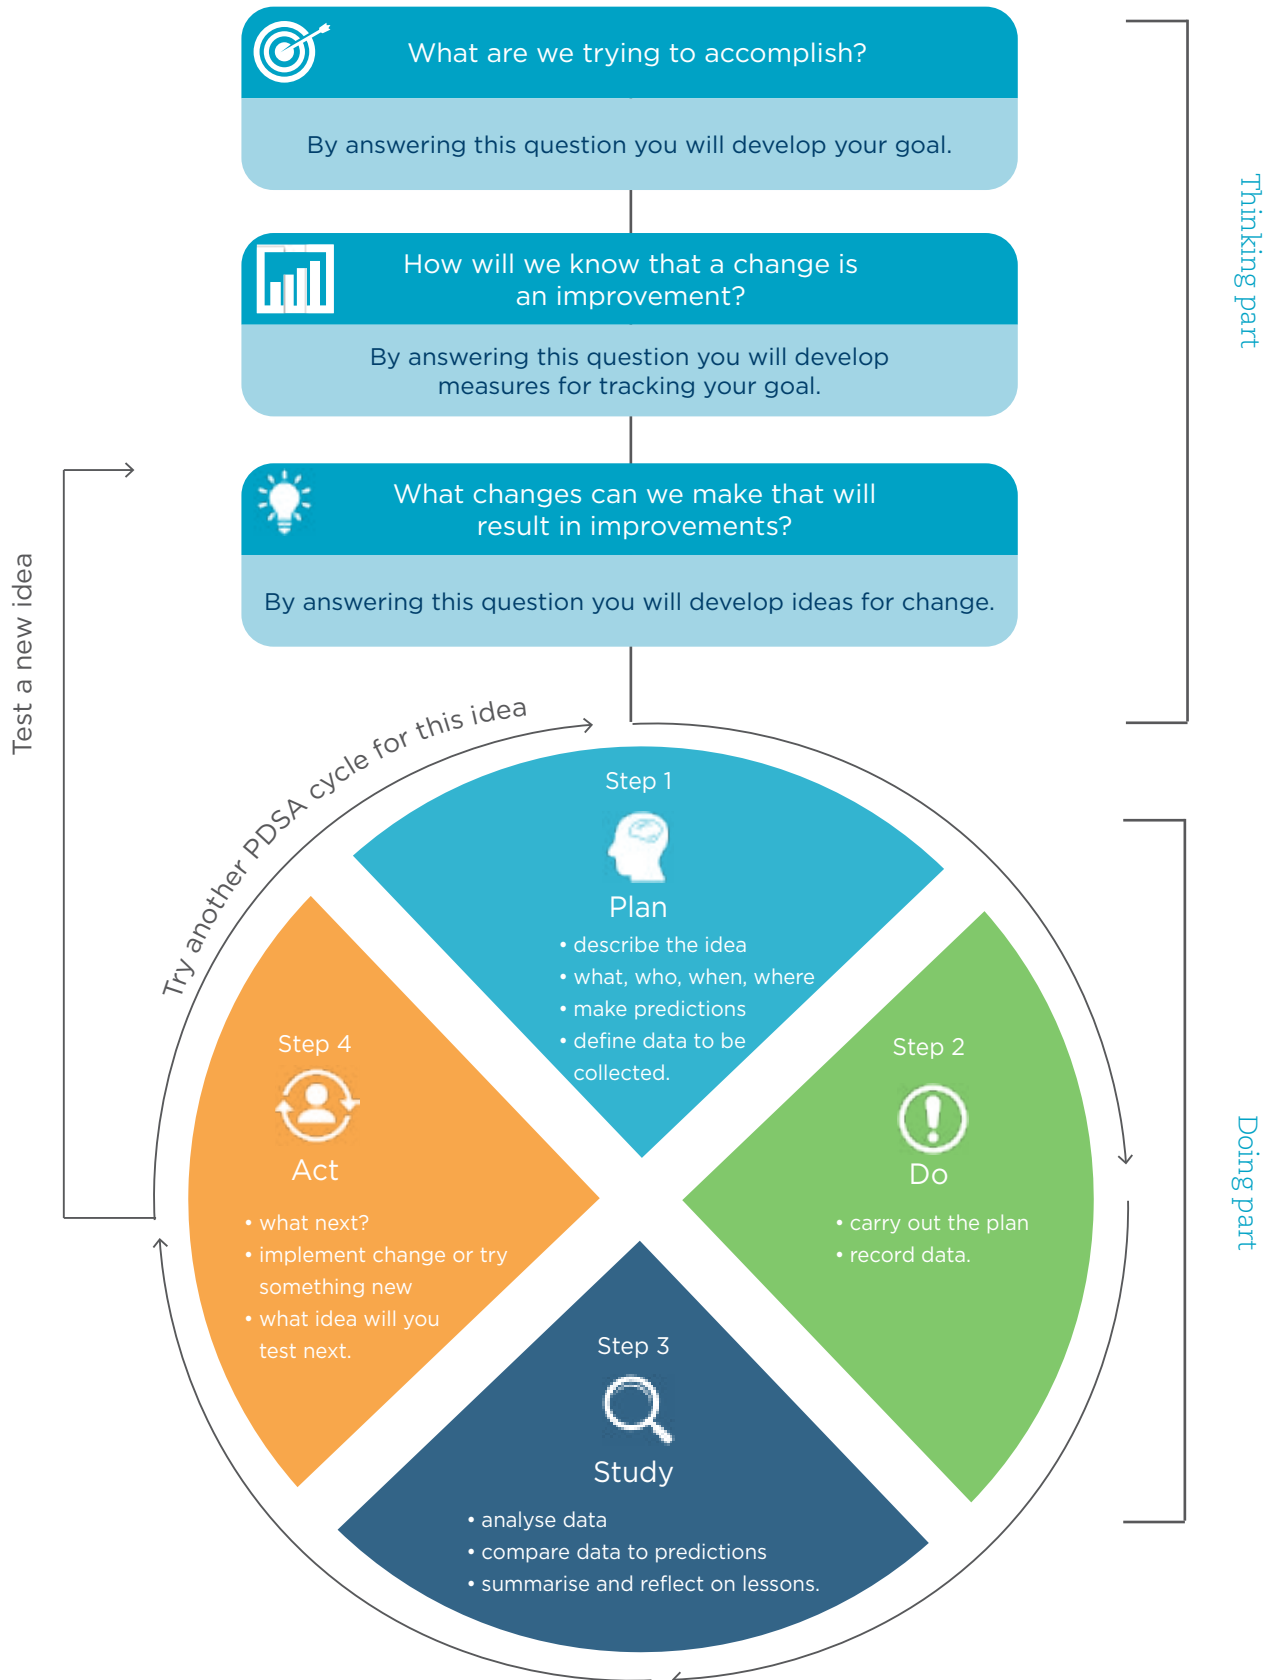 What are we trying to accomplish?
By answering this question you will develop your goal.
How will we know that a change is
an improvement?
By answering this question you will develop
measures for tracking your goal.
What changes can we make that will
result in improvements?
By answering this question you will develop ideas for change.
Thinking part
Test a new idea
Try another PDSA cycle for this idea
Step 1
Plan
• describe the idea
• what, who, when, where
• make predictions
• define data to be
collected.
Step 2
Do
• carry out the plan
• record data.
Step 3
Study
• analyse data
• compare data to predictions
• summarise and reflect on lessons.
Step 4
Act
• what next?
• implement change or try
something new
• what idea will you
test next.
Doing part